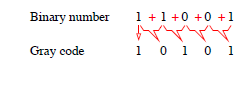 Binary number 1 + 1 + 0 + 0 + 1
Gray code 1 0 1 0 1